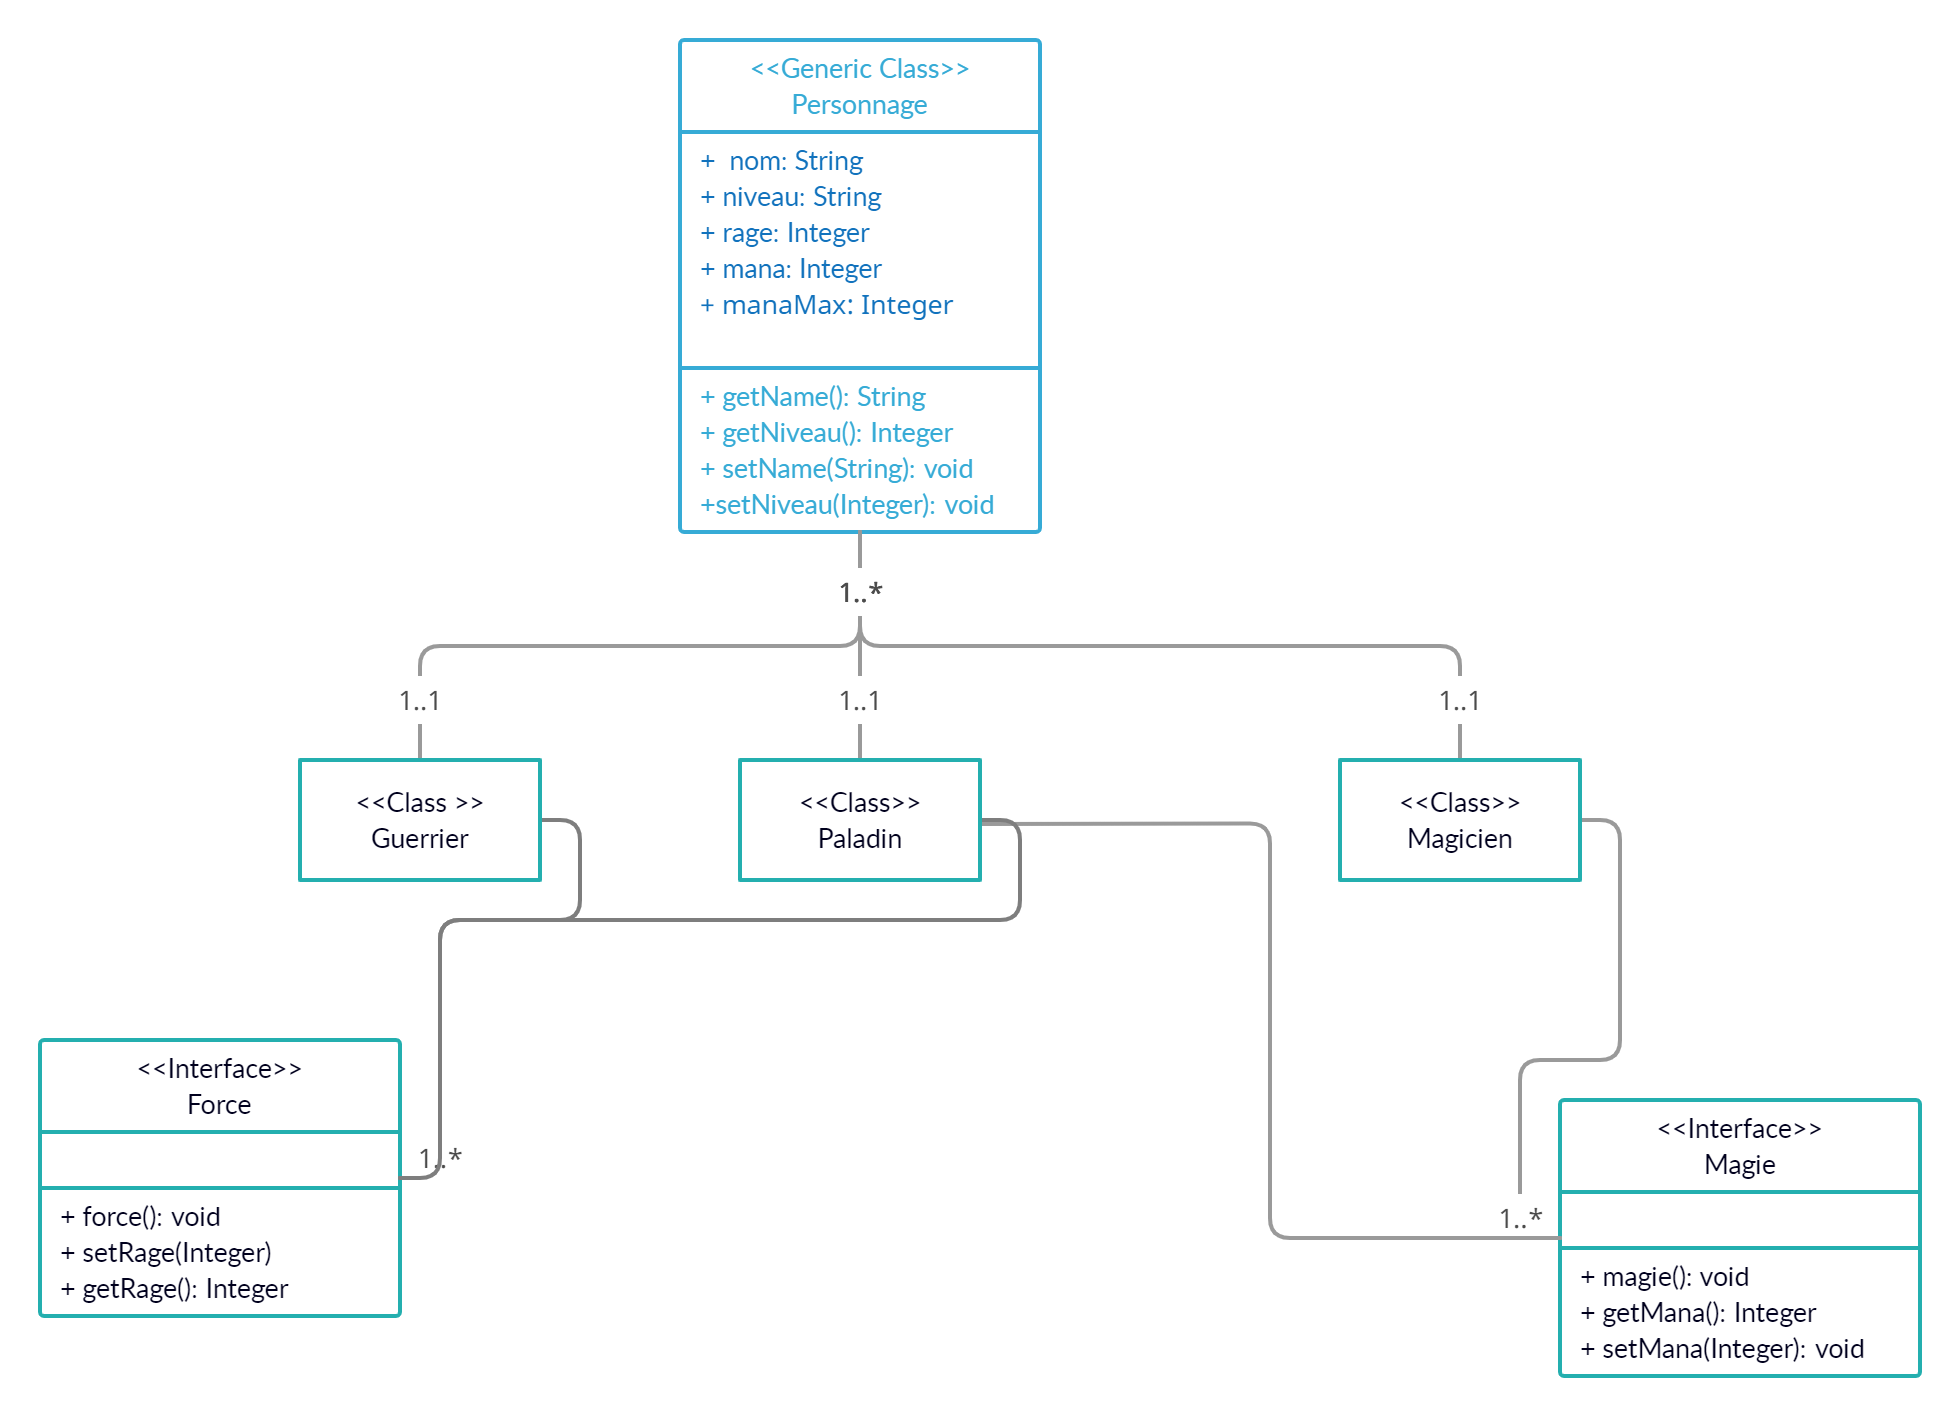 <<Generic Class>>
Personnage
+  nom: String
+ niveau: String
+ rage: Integer
+ mana: Integer
+ manaMax: Integer
+ getName(): String
+ getNiveau(): Integer
+ setName(String): void
+setNiveau(Integer): void
1..*
1..1
1..1
1..1
<<Class >>
Guerrier
<<Class>>
Paladin
<<Class>>
Magicien
<<Interface>>
Force
1..*
+ force(): void
+ setRage(Integer)
+ getRage(): Integer
<<Interface>>
Magie
1..*
+ magie(): void
+ getMana(): Integer
+ setMana(Integer): void